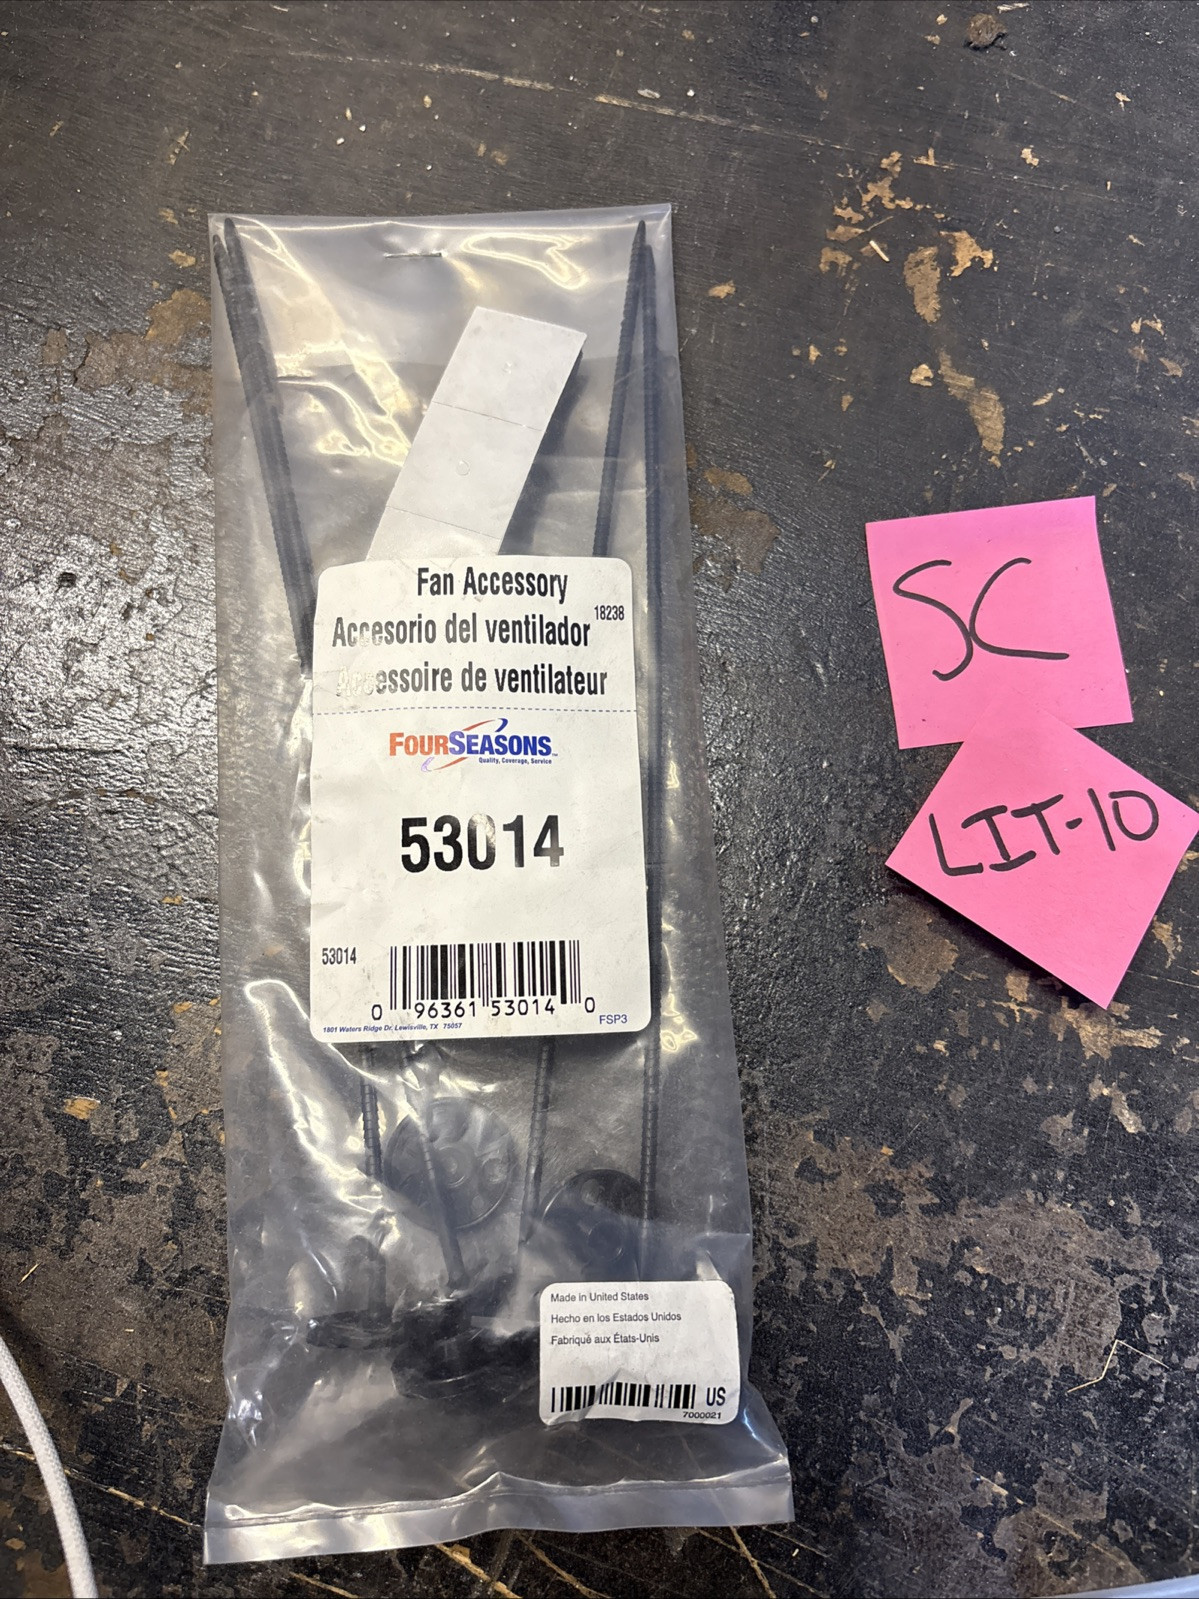 Fan Accessory
18238
Accesorio del ventilador
Accessoire de ventilateur
FOURSEASONS™
Quality, Coverage, Service
53014
53014
0 96361 53014 0
1801 Waters Ridge Dr, Lewisville, TX 75057
FSP3
Made in United States
Hecho en los Estados Unidos
Fabriqué aux États-Unis
US
7000021
SC
LIT-10